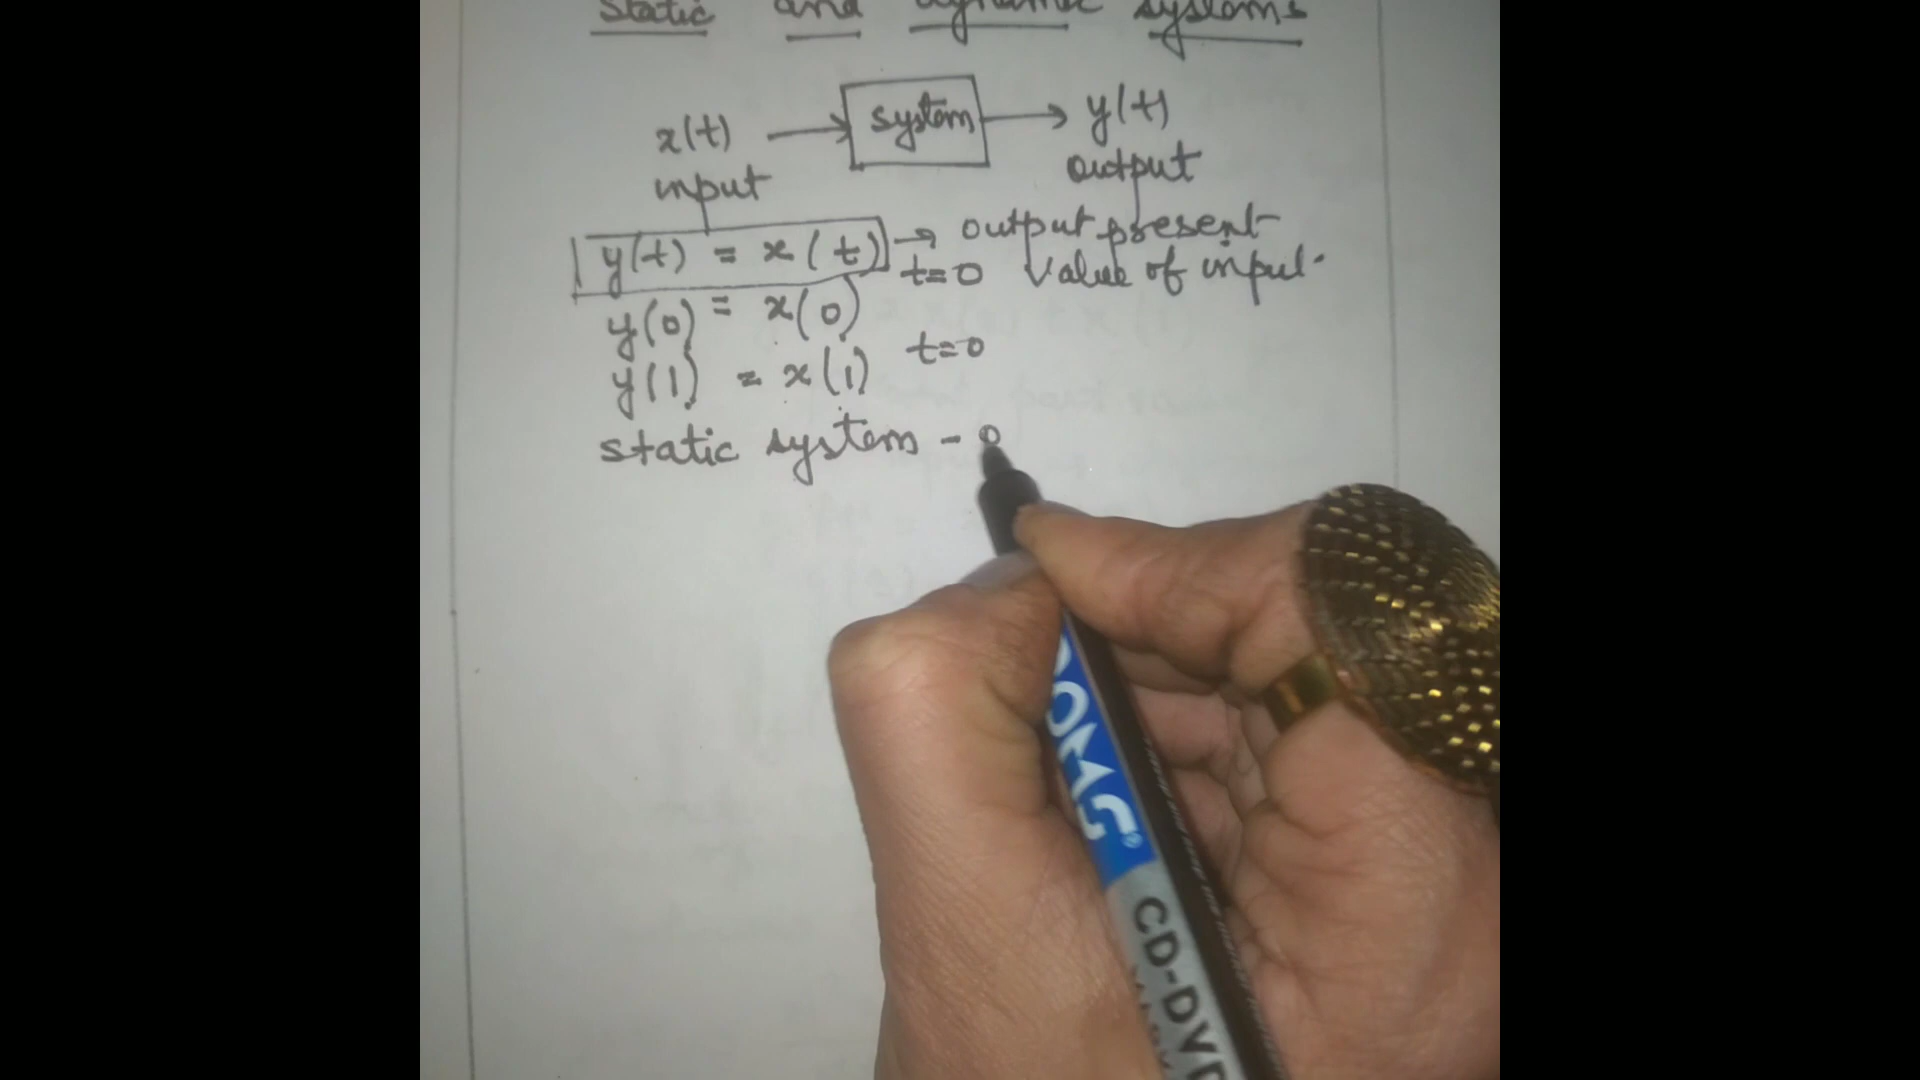 static and dynamic systems
x(t) → system → y(t)
input output
y(t) = x(t) → output present
t=0 value of input.
y(0) = x(0)
y(1) = x(1) t=0
static system - o
OMS®
CD-DVD